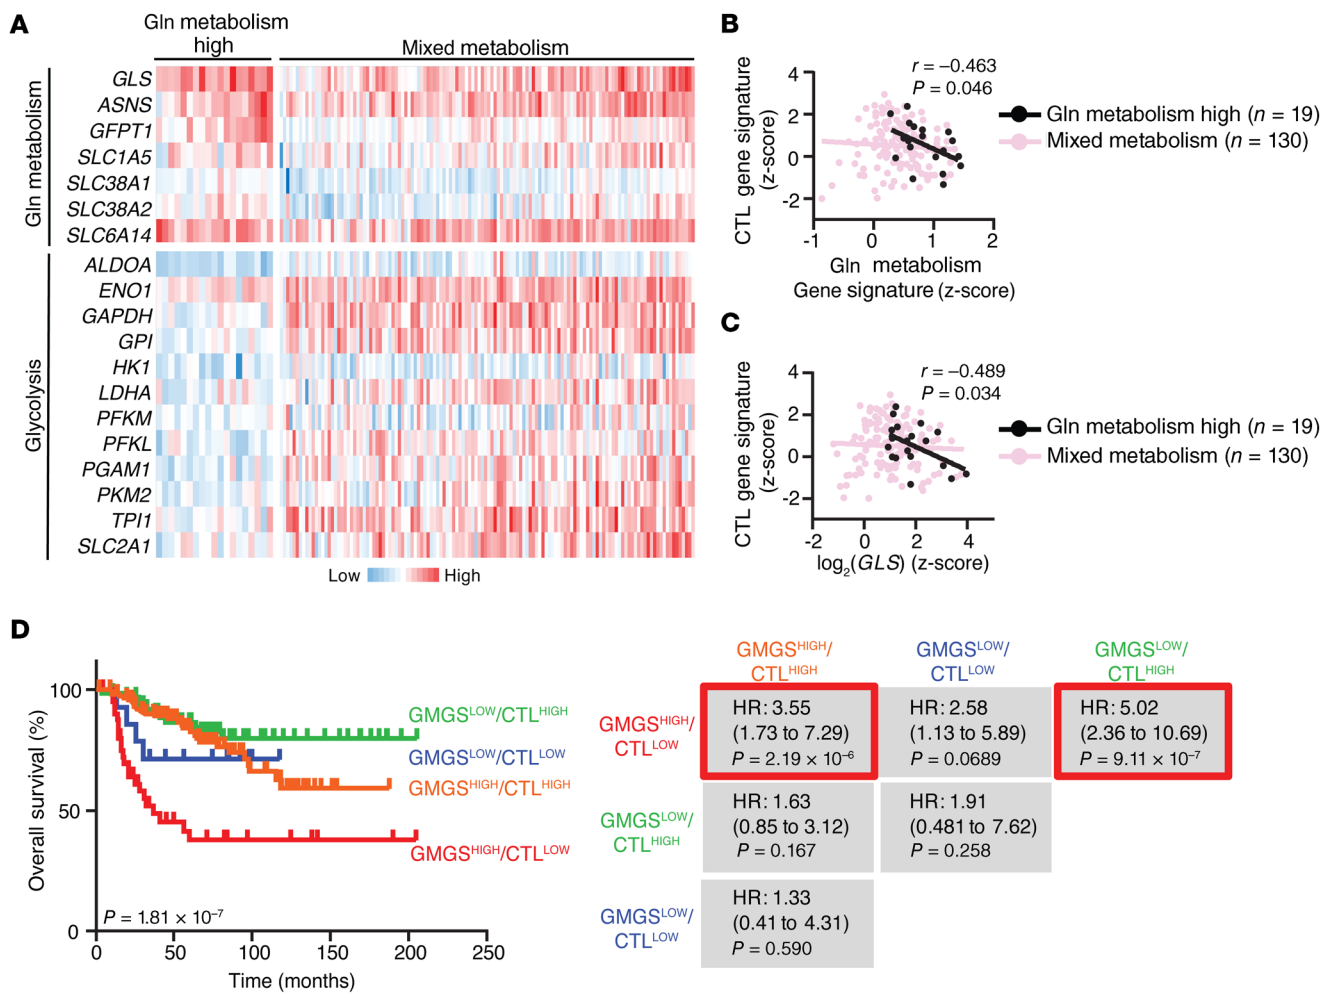 A
Gln metabolism
high
Mixed metabolism
Gln metabolism
GLS
ASNS
GFPT1
SLC1A5
SLC38A1
SLC38A2
SLC6A14
Glycolysis
ALDOA
ENO1
GAPDH
GPI
HK1
LDHA
PFKM
PFKL
PGAM1
PKM2
TPI1
SLC2A1
Low High
B
CTL gene signature
(z-score)
4
2
0
-2
-1 0 1 2
r = –0.463
P = 0.046
Gln metabolism
Gene signature (z-score)
Gln metabolism high (n = 19)
Mixed metabolism (n = 130)
C
CTL gene signature
(z-score)
4
2
0
-2
-2 0 2 4
r = –0.489
P = 0.034
log2(GLS) (z-score)
Gln metabolism high (n = 19)
Mixed metabolism (n = 130)
D
Overall survival (%)
100
50
0
0 50 100 150 200 250
Time (months)
P = 1.81 × 10–7
GMGSLOW/CTLHIGH
GMGSLOW/CTLLOW
GMGSHIGH/CTLHIGH
GMGSHIGH/CTLLOW
GMGSHIGH/
CTLHIGH
GMGSLOW/
CTLLOW
GMGSLOW/
CTLHIGH
GMGSHIGH/
CTLLOW
HR: 3.55
(1.73 to 7.29)
P = 2.19 × 10–6
HR: 2.58
(1.13 to 5.89)
P = 0.0689
HR: 5.02
(2.36 to 10.69)
P = 9.11 × 10–7
GMGSLOW/
CTLHIGH
HR: 1.63
(0.85 to 3.12)
P = 0.167
HR: 1.91
(0.481 to 7.62)
P = 0.258
GMGSLOW/
CTLLOW
HR: 1.33
(0.41 to 4.31)
P = 0.590